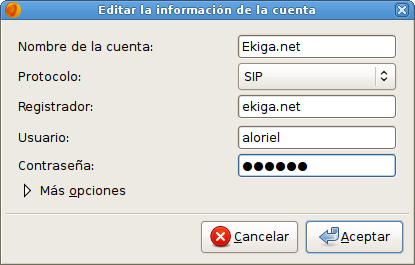 Editar la información de la cuenta
Nombre de la cuenta: Ekiga.net
Protocolo: SIP
Registrador: ekiga.net
Usuario: aloriel
Contraseña: ●●●●●●
Más opciones
Cancelar Aceptar